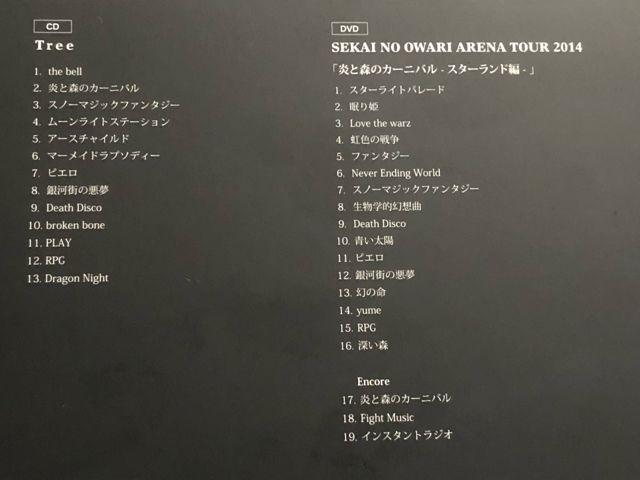 CD
Tree
1. the bell
2. 炎と森のカーニバル
3. スノーマジックファンタジー
4. ムーンライトステーション
5. アースチャイルド
6. マーメイドラプソディー
7. ピエロ
8. 銀河街の悪夢
9. Death Disco
10. broken bone
11. PLAY
12. RPG
13. Dragon Night
DVD
SEKAI NO OWARI ARENA TOUR 2014
「炎と森のカーニバル - スターランド編 - 」
1. スターライトパレード
2. 眠り姫
3. Love the warz
4. 虹色の戦争
5. ファンタジー
6. Never Ending World
7. スノーマジックファンタジー
8. 生物学的幻想曲
9. Death Disco
10. 青い太陽
11. ピエロ
12. 銀河街の悪夢
13. 幻の命
14. yume
15. RPG
16. 深い森
Encore
17. 炎と森のカーニバル
18. Fight Music
19. インスタントラジオ